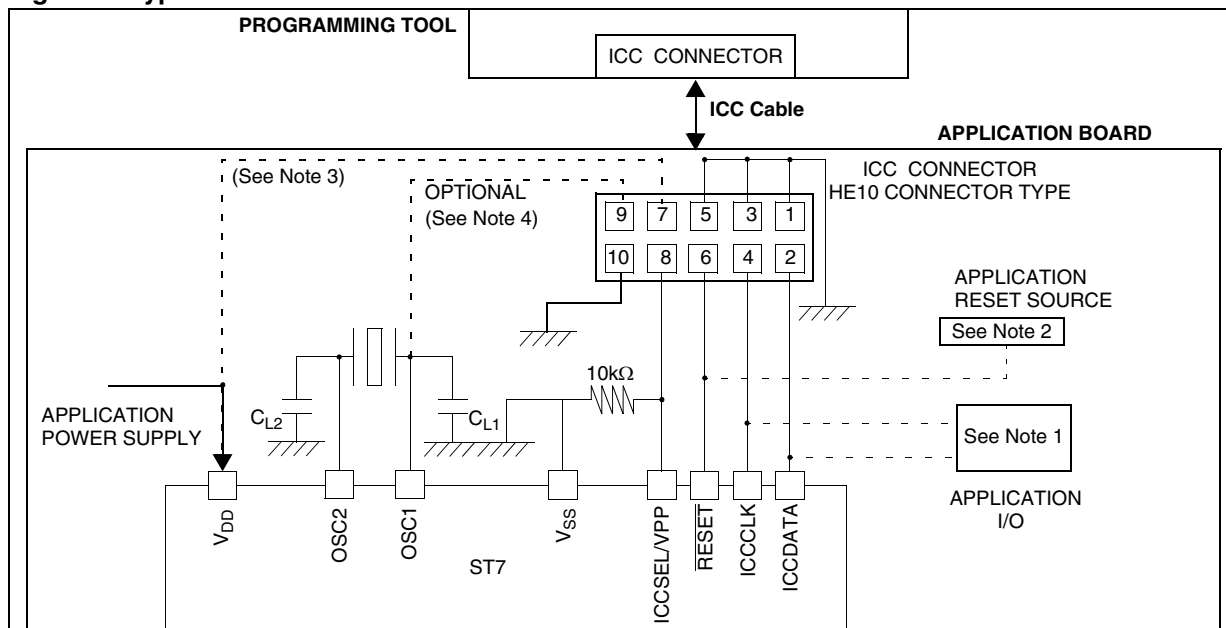 PROGRAMMING TOOL
ICC CONNECTOR
ICC Cable
APPLICATION BOARD
(See Note 3)
OPTIONAL
(See Note 4)
ICC CONNECTOR
HE10 CONNECTOR TYPE
9 7 5 3 1
10 8 6 4 2
APPLICATION
RESET SOURCE
See Note 2
10kΩ
APPLICATION
POWER SUPPLY
CL2
CL1
See Note 1
APPLICATION
I/O
VDD
OSC2
OSC1
VSS
ICCSEL/VPP
RESET
ICCCLK
ICCDATA
ST7